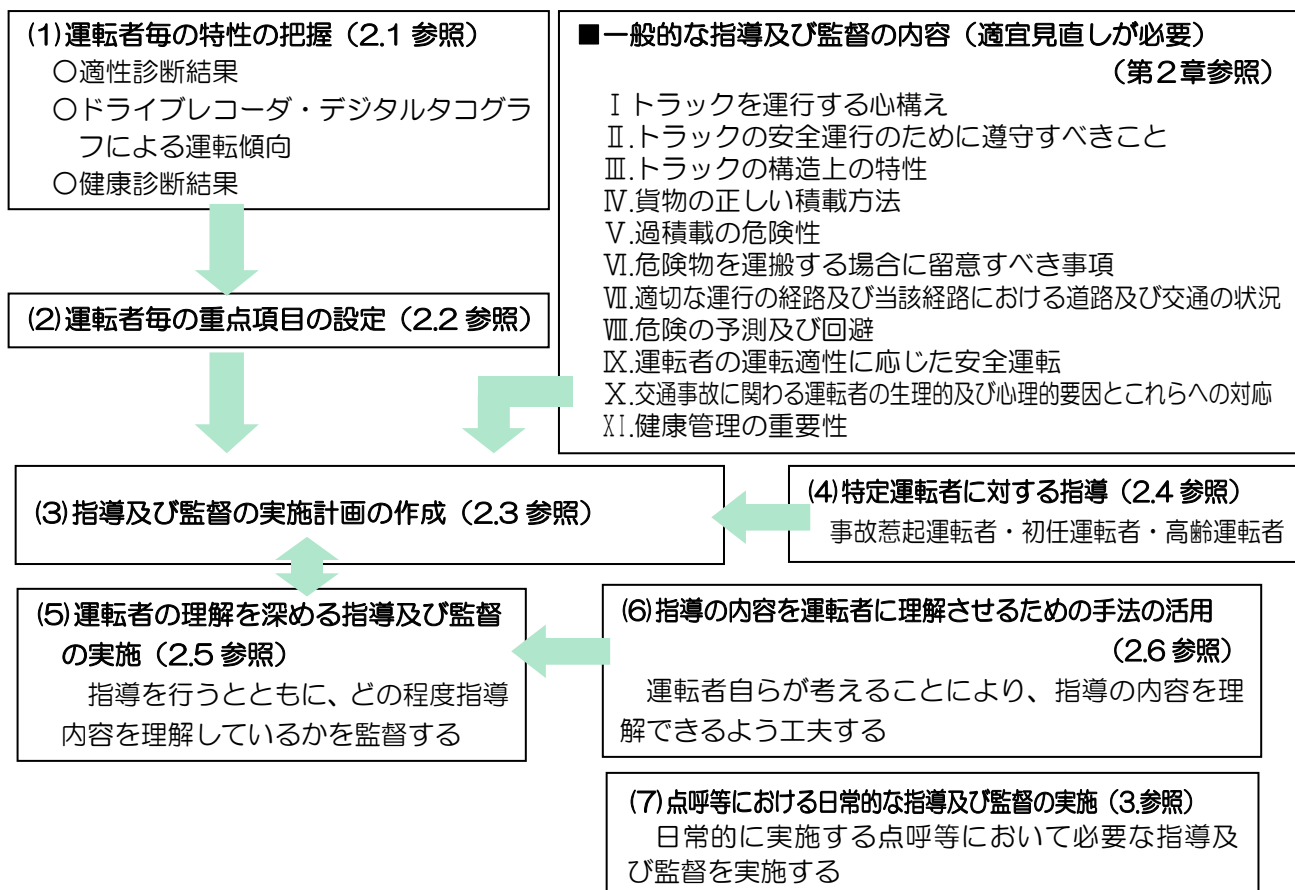 (1)運転者毎の特性の把握（2.1 参照）
○適性診断結果
○ドライブレコーダ・デジタルタコグラ
フによる運転傾向
○健康診断結果
(2)運転者毎の重点項目の設定（2.2 参照）
■一般的な指導及び監督の内容（適宜見直しが必要）
（第２章参照）
Ⅰトラックを運行する心構え
Ⅱ.トラックの安全運行のために遵守すべきこと
Ⅲ.トラックの構造上の特性
Ⅳ.貨物の正しい積載方法
Ⅴ.過積載の危険性
Ⅵ.危険物を運搬する場合に留意すべき事項
Ⅶ.適切な運行の経路及び当該経路における道路及び交通の状況
Ⅷ.危険の予測及び回避
Ⅸ.運転者の運転適性に応じた安全運転
Ⅹ.交通事故に関わる運転者の生理的及び心理的要因とこれらへの対応
ⅩⅠ.健康管理の重要性
(3)指導及び監督の実施計画の作成（2.3 参照）
(4)特定運転者に対する指導（2.4 参照）
事故惹起運転者・初任運転者・高齢運転者
(5)運転者の理解を深める指導及び監督
の実施（2.5 参照）
指導を行うとともに、どの程度指導
内容を理解しているかを監督する
(6)指導の内容を運転者に理解させるための手法の活用
（2.6 参照）
運転者自らが考えることにより、指導の内容を理
解できるよう工夫する
(7)点呼等における日常的な指導及び監督の実施（3.参照）
日常的に実施する点呼等において必要な指導及
び監督を実施する